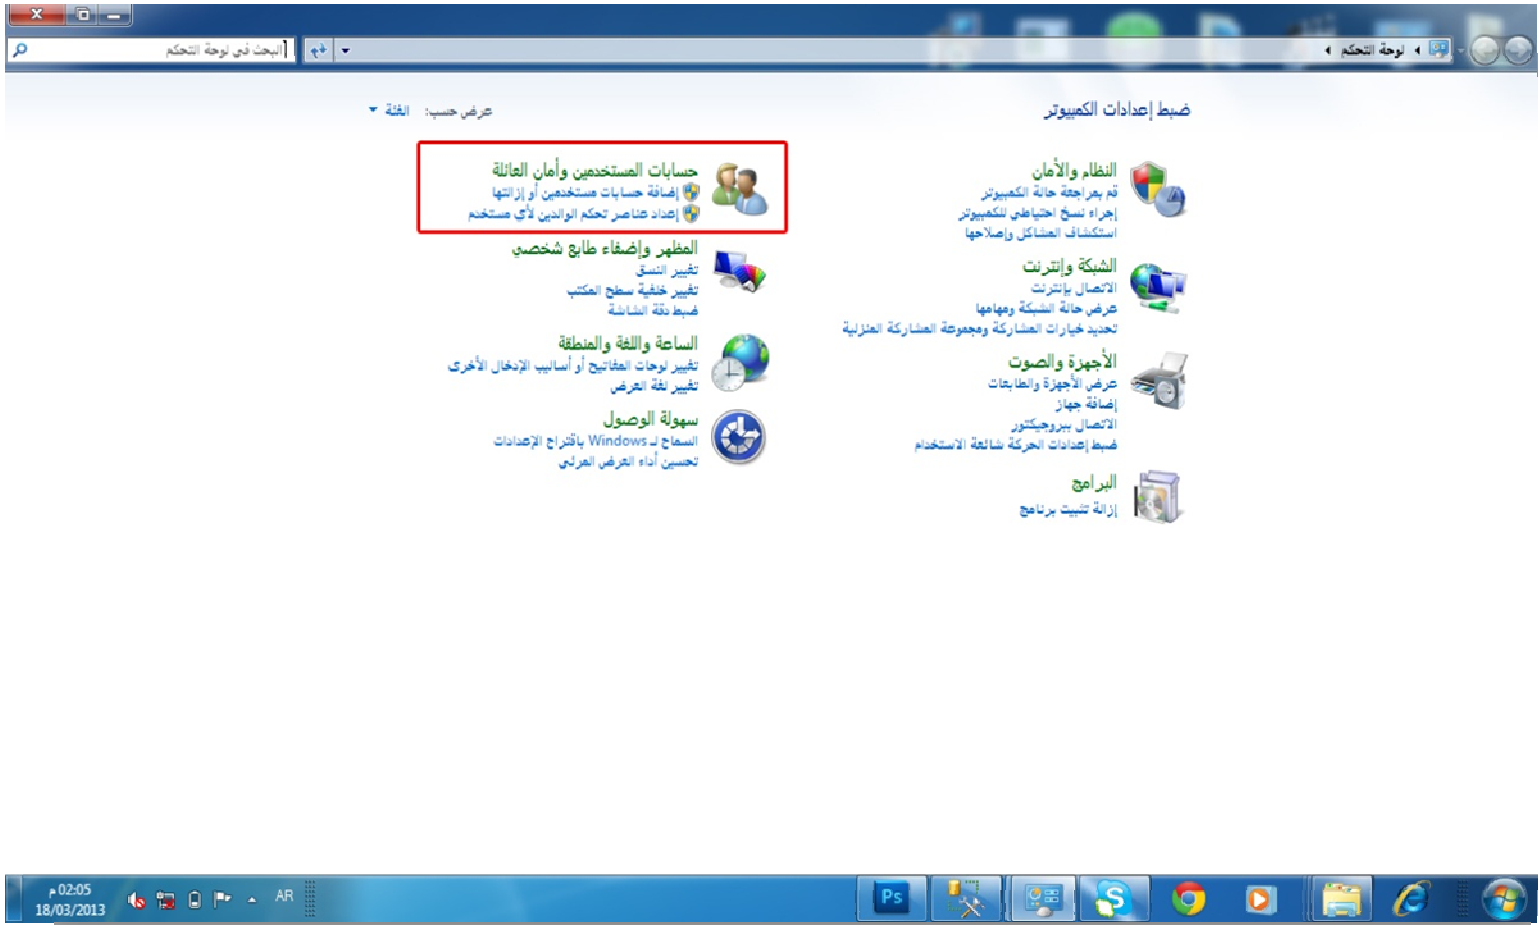 لوحة التحكم
البحث في لوحة التحكم
ضبط إعدادات الكمبيوتر
عرض حسب: الفئة
النظام والأمان
قم بمراجعة حالة الكمبيوتر
إجراء نسخ احتياطي للكمبيوتر
استكشاف المشاكل وإصلاحها
الشبكة وإنترنت
الاتصال بإنترنت
عرض حالة الشبكة ومهامها
تحديد خيارات المشاركة ومجموعة المشاركة المنزلية
الأجهزة والصوت
عرض الأجهزة والطابعات
إضافة جهاز
الاتصال ببروجيكتور
ضبط إعدادات الحركة شائعة الاستخدام
البرامج
إزالة تثبيت برنامج
حسابات المستخدمين وأمان العائلة
إضافة حسابات مستخدمين أو إزالتها
إعداد عناصر تحكم الوالدين لأي مستخدم
المظهر وإضفاء طابع شخصي
تغيير النسق
تغيير خلفية سطح المكتب
ضبط دقة الشاشة
الساعة واللغة والمنطقة
تغيير لوحات المفاتيح أو أساليب الإدخال الأخرى
تغيير لغة العرض
سهولة الوصول
السماح لـ Windows باقتراح الإعدادات
تحسين أداء العرض المرئي
Ps
AR
02:05 م
18/03/2013